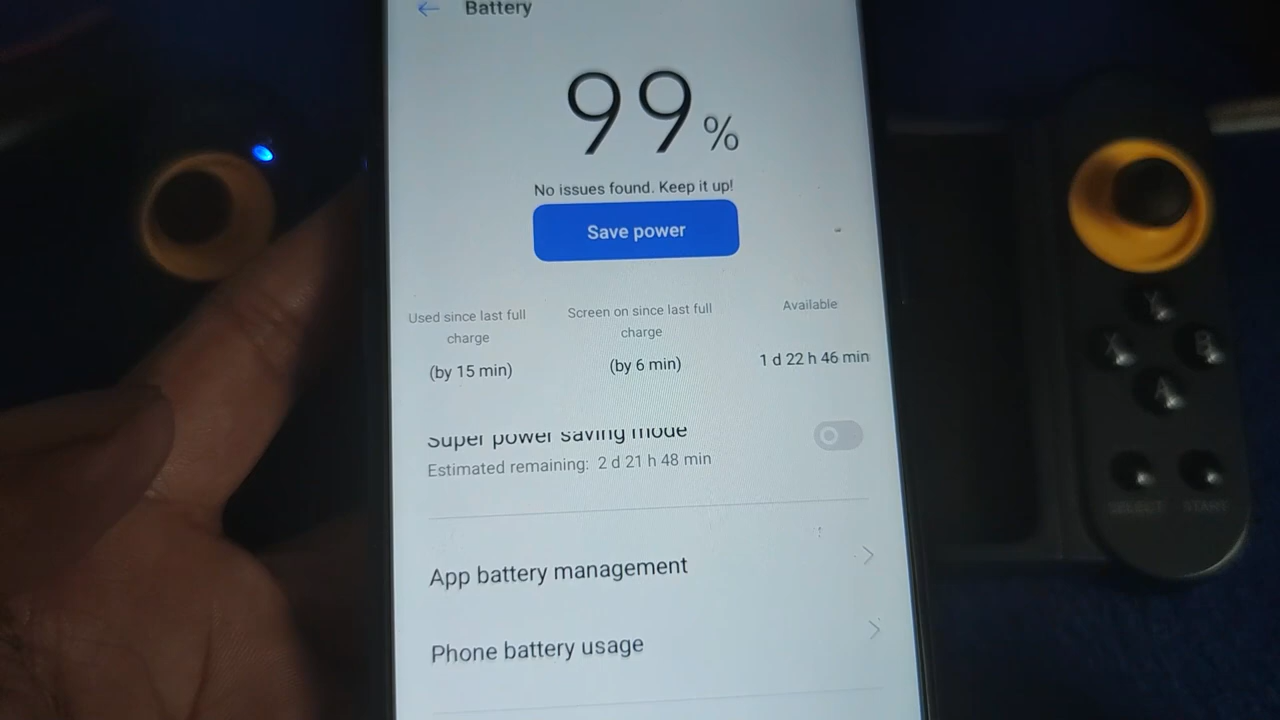 Battery
99%
No issues found. Keep it up!
Save power
Used since last full
charge
(by 15 min)
Screen on since last full
charge
(by 6 min)
Available
1 d 22 h 46 min
Super power saving mode
Estimated remaining: 2 d 21 h 48 min
App battery management
Phone battery usage
Y
X
B
A
SELECT
START